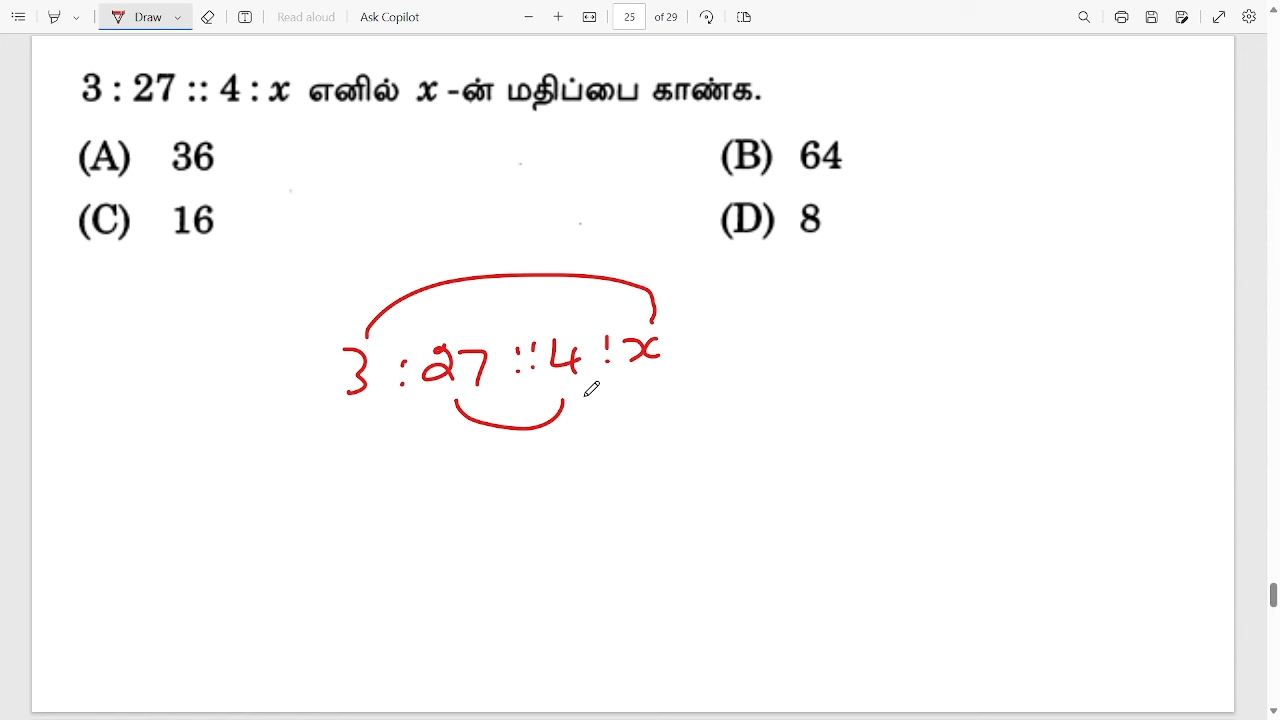 Draw
Read aloud
Ask Copilot
25 of 29
3 : 27 :: 4 : x எனில் x -ன் மதிப்பை காண்க.
(A) 36
(B) 64
(C) 16
(D) 8
3 : 27 :: 4 : x